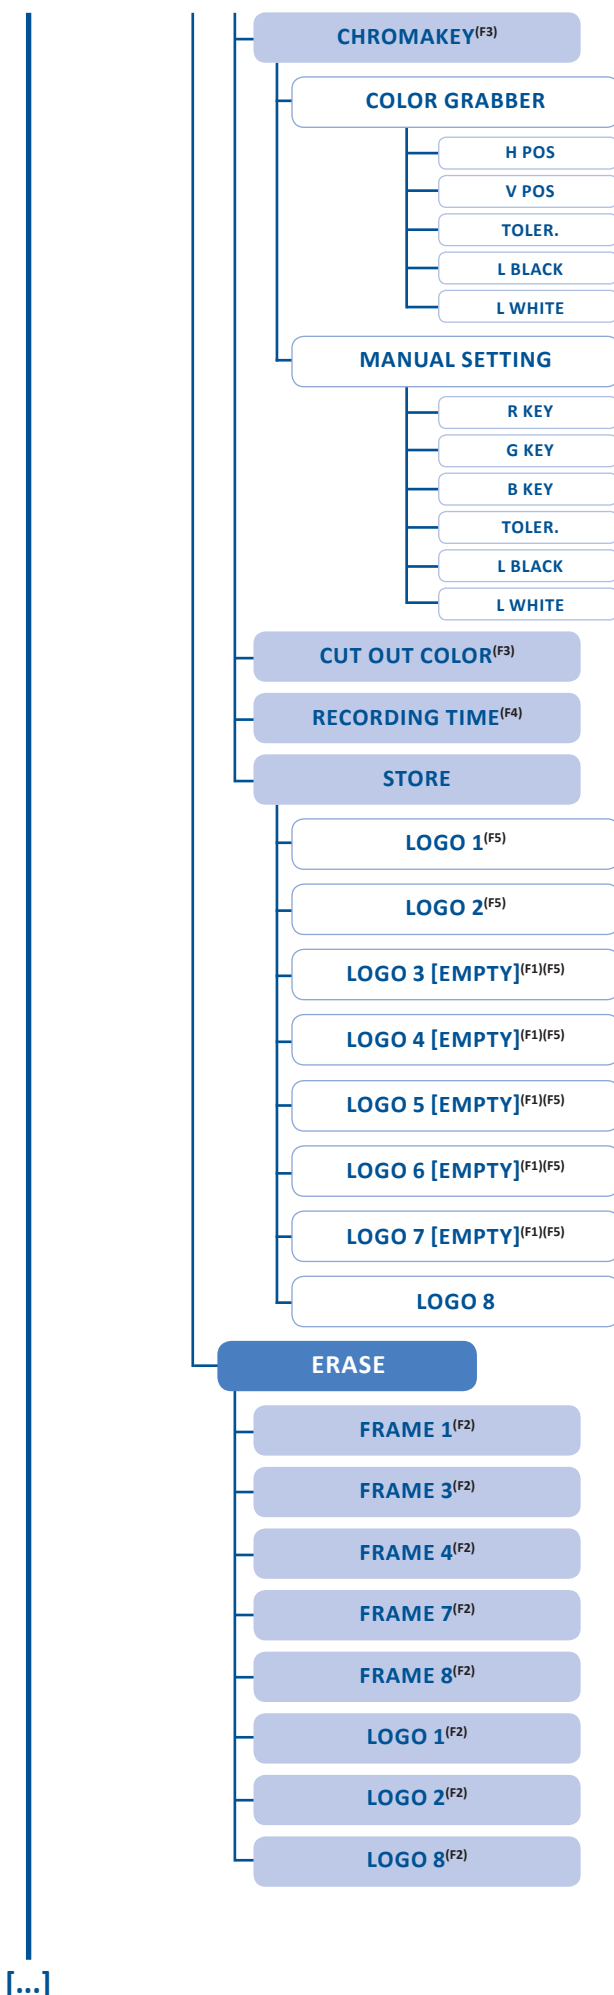 CHROMAKEY(F3)
COLOR GRABBER
H POS
V POS
TOLER.
L BLACK
L WHITE
MANUAL SETTING
R KEY
G KEY
B KEY
TOLER.
L BLACK
L WHITE
CUT OUT COLOR(F3)
RECORDING TIME(F4)
STORE
LOGO 1(F5)
LOGO 2(F5)
LOGO 3 [EMPTY](F1)(F5)
LOGO 4 [EMPTY](F1)(F5)
LOGO 5 [EMPTY](F1)(F5)
LOGO 6 [EMPTY](F1)(F5)
LOGO 7 [EMPTY](F1)(F5)
LOGO 8
ERASE
FRAME 1(F2)
FRAME 3(F2)
FRAME 4(F2)
FRAME 7(F2)
FRAME 8(F2)
LOGO 1(F2)
LOGO 2(F2)
LOGO 8(F2)
[...]